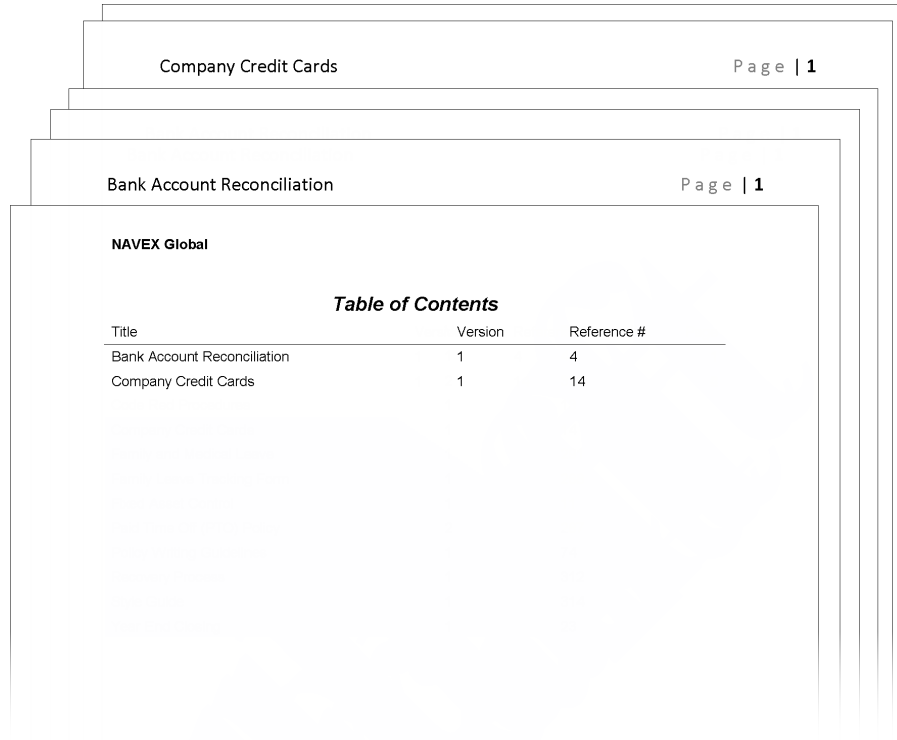 Company Credit Cards Page | 1
Bank Account Reconciliation Page | 1
NAVEX Global
Table of Contents
Title Version Reference #
Bank Account Reconciliation 1 4
Company Credit Cards 1 14